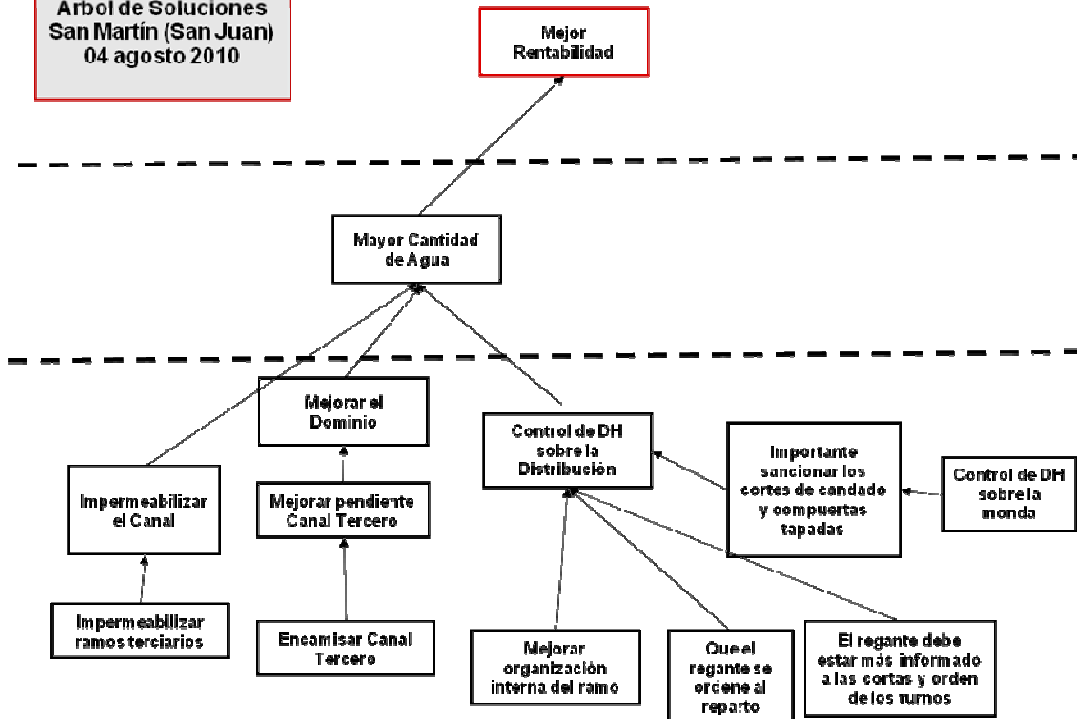 Arbol de Soluciones
San Martín (San Juan)
04 agosto 2010
Mejor
Rentabilidad
Mayor Cantidad
de Agua
Mejorar el
Dominio
Control de DH
sobre la
Distribución
Importante
sancionar los
cortes de candado
y compuertas
tapadas
Control de DH
sobre la
monda
Impermeabilizar
el Canal
Mejorar pendiente
Canal Tercero
Impermeabilizar
ramos terciarios
Encamisar Canal
Tercero
Mejorar
organización
interna del ramo
Que el
regante se
ordene al
reparto
El regante debe
estar más informado
a las cortas y orden
de los turnos